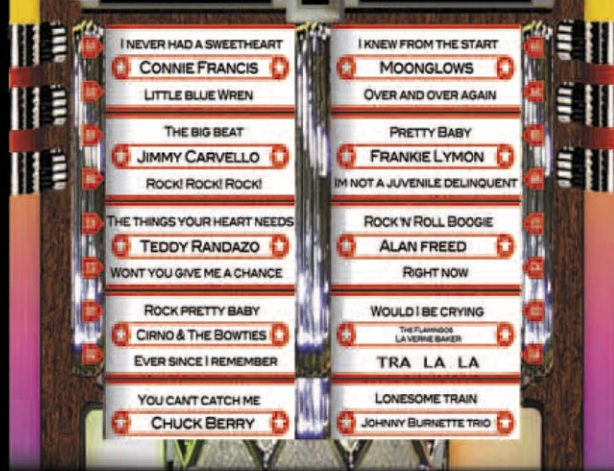 I NEVER HAD A SWEETHEART
CONNIE FRANCIS
LITTLE BLUE WREN
THE BIG BEAT
JIMMY CARVELLO
ROCK! ROCK! ROCK!
THE THINGS YOUR HEART NEEDS
TEDDY RANDAZO
WONT YOU GIVE ME A CHANCE
ROCK PRETTY BABY
CIRNO & THE BOWTIES
EVER SINCE I REMEMBER
YOU CANT CATCH ME
CHUCK BERRY
I KNEW FROM THE START
MOONGLOWS
OVER AND OVER AGAIN
PRETTY BABY
FRANKIE LYMON
IM NOT A JUVENILE DELINQUENT
ROCK'N'ROLL BOOGIE
ALAN FREED
RIGHT NOW
WOULD I BE CRYING
THE FLAMINGOS
LA VERNE BAKER
TRA LA LA
LONESOME TRAIN
JOHNNY BURNETTE TRIO